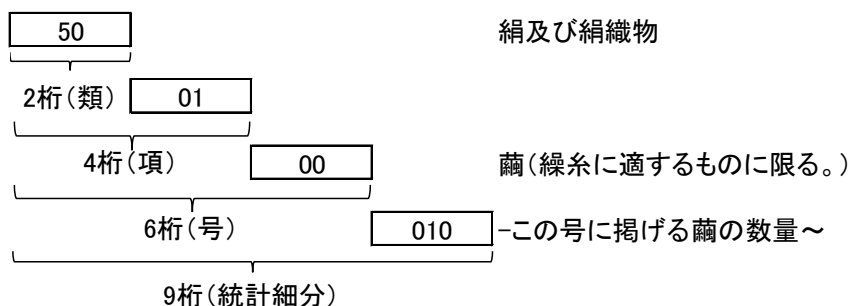 50 絹及び絹織物
2桁(類) 01
4桁(項) 00 繭(繰糸に適するものに限る。)
6桁(号) 010 -この号に掲げる繭の数量～
9桁(統計細分)